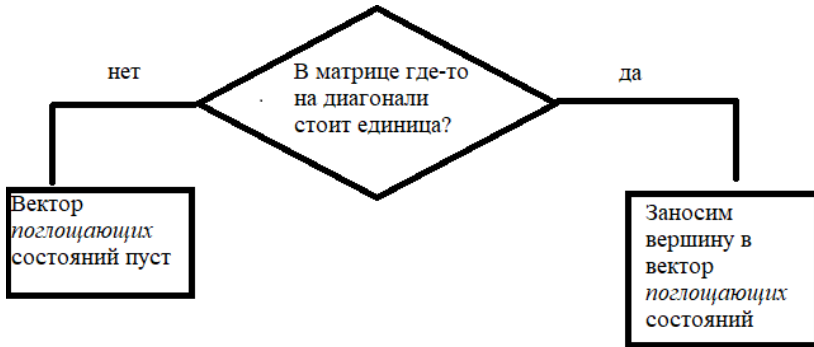 нет
В матрице где-то
на диагонали
стоит единица?
да
Вектор
поглощающих
состояний пуст
Заносим
вершину в
вектор
поглощающих
состояний